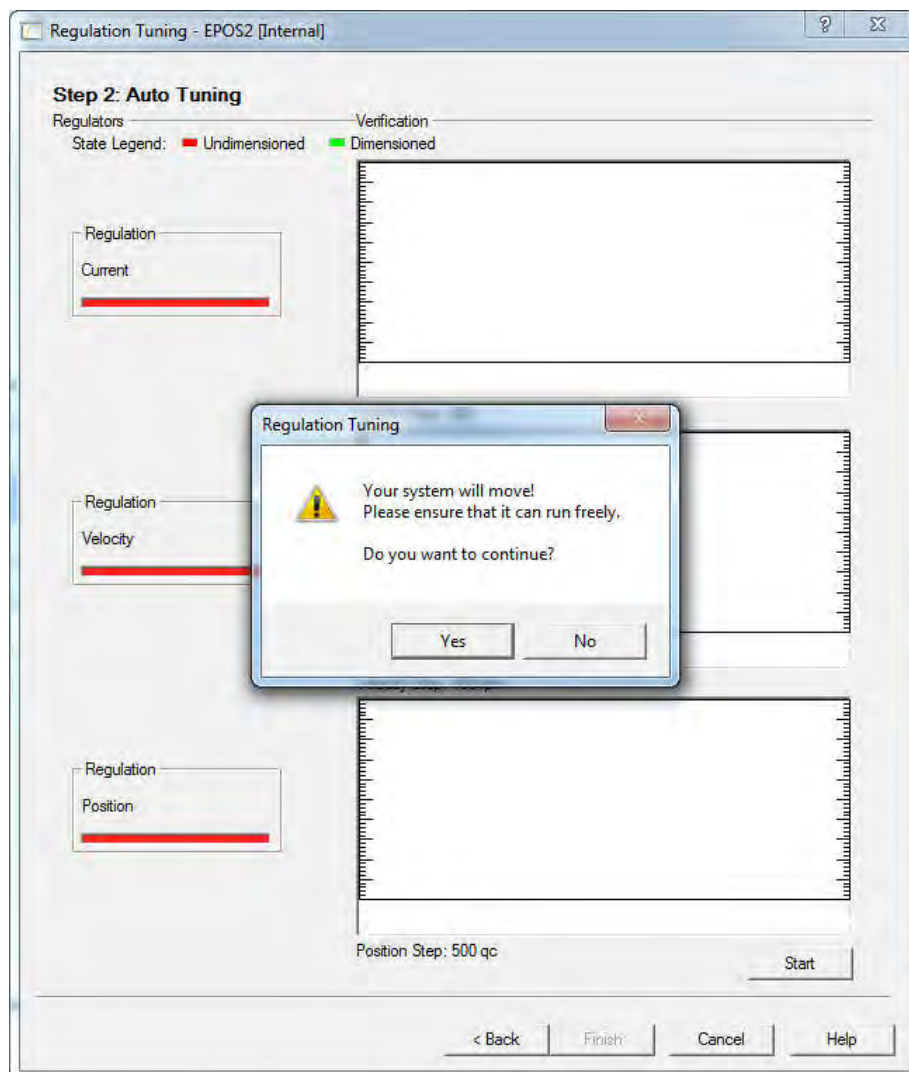 Regulation Tuning - EPOS2 [Internal]
Step 2: Auto Tuning
Regulators
Verification
State Legend: Undimensioned Dimensioned
Regulation
Current
Regulation Tuning
Your system will move!
Please ensure that it can run freely.
Do you want to continue?
Yes No
Regulation
Velocity
Regulation
Position
Position Step: 500 qc
Start
< Back Finish Cancel Help